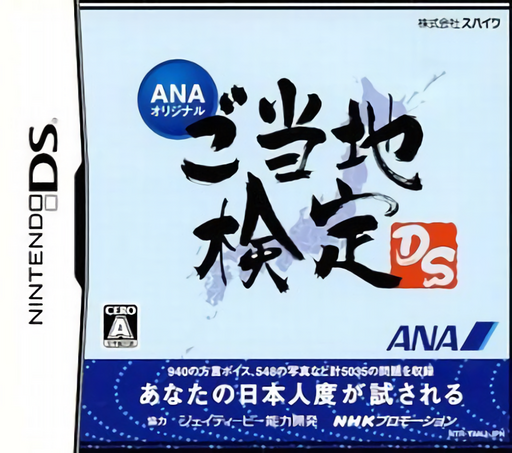 株式会社スパイク
ANA
オリジナル
ご当地
検定
DS
NINTENDO DS
CERO
A
ANA
940の方言ボイス、548の写真など計5035の問題を収録
あなたの日本人度が試される
協力 ジェイティービー能力開発 NHKプロモーション